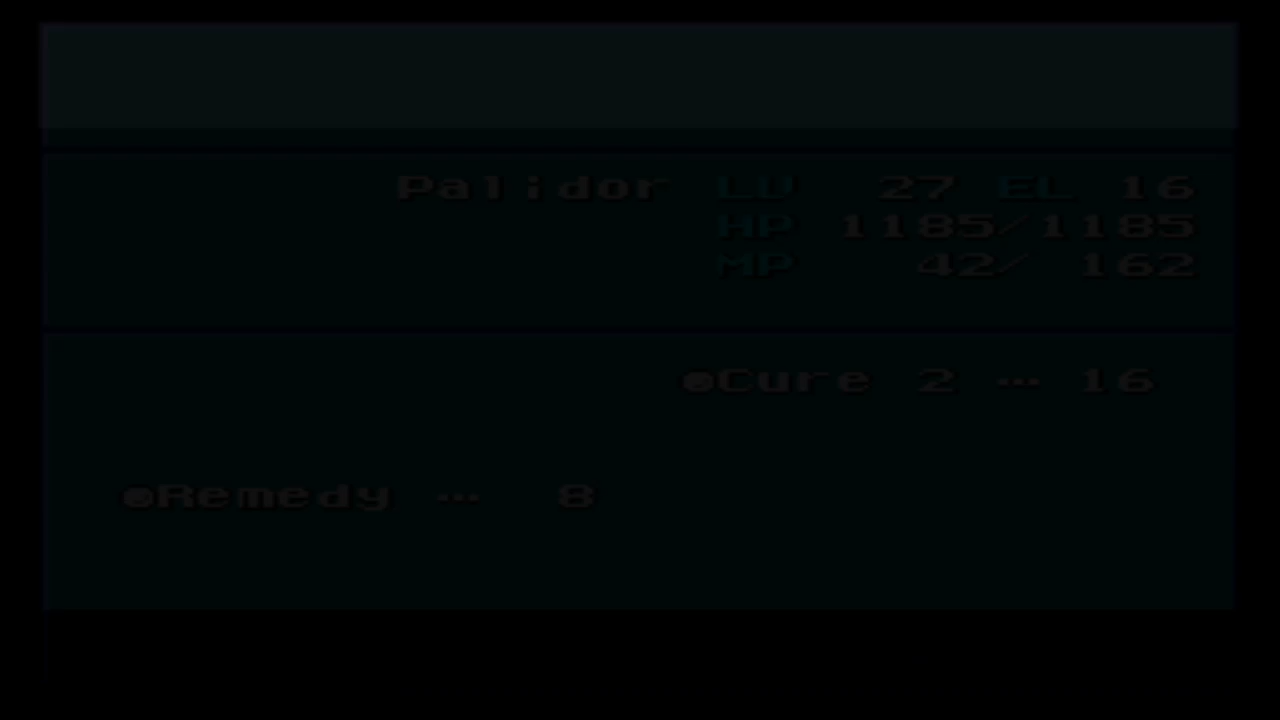 Palidor LV 27 EL 16
HP 1185/1185
MP 42/ 162
Cure 2 … 16
Remedy … 8